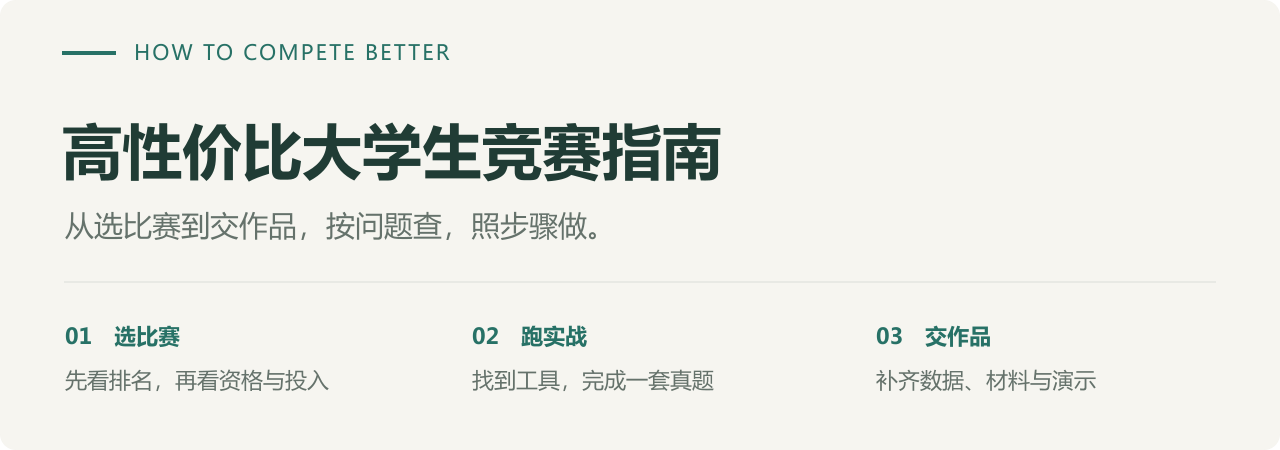 HOW TO COMPETE BETTER
高性价比大学生竞赛指南
从选比赛到交作品，按问题查，照步骤做。
01 选比赛
先看排名，再看资格与投入
02 跑实战
找到工具，完成一套真题
03 交作品
补齐数据、材料与演示